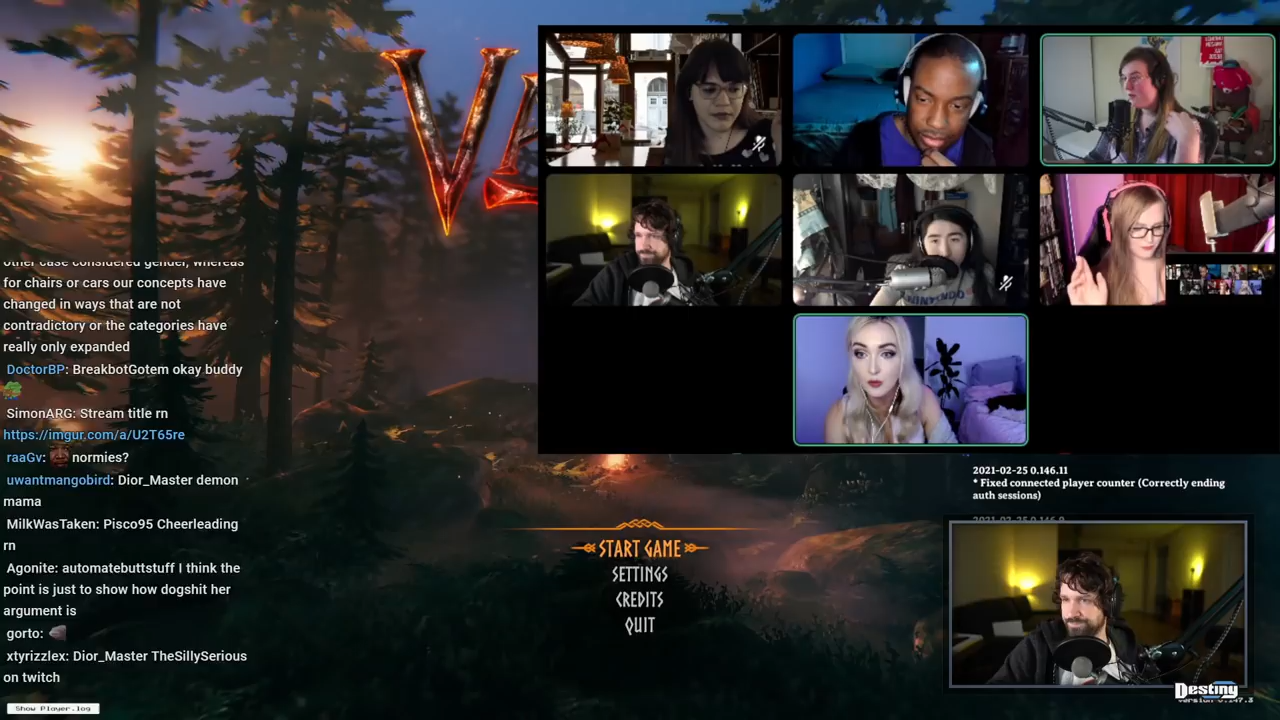 VA
other case considered gender, whereas
for chairs or cars our concepts have
changed in ways that are not
contradictory or the categories have
really only expanded
DoctorBP: BreakbotGotem okay buddy
SimonARG: Stream title rn
https://imgur.com/a/U2T65re
raaGv: normies?
uwantmangobird: Dior_Master demon
mama
MilkWasTaken: Pisco95 Cheerleading
rn
Agonite: automatebuttstuff I think the
point is just to show how dogshit her
argument is
gorto:
xtyrizzlex: Dior_Master TheSillySerious
on twitch
Show Player.log
NINTENDO
2021-02-25 0.146.11
* Fixed connected player counter (Correctly ending
auth sessions)
START GAME
SETTINGS
CREDITS
QUIT
Destiny